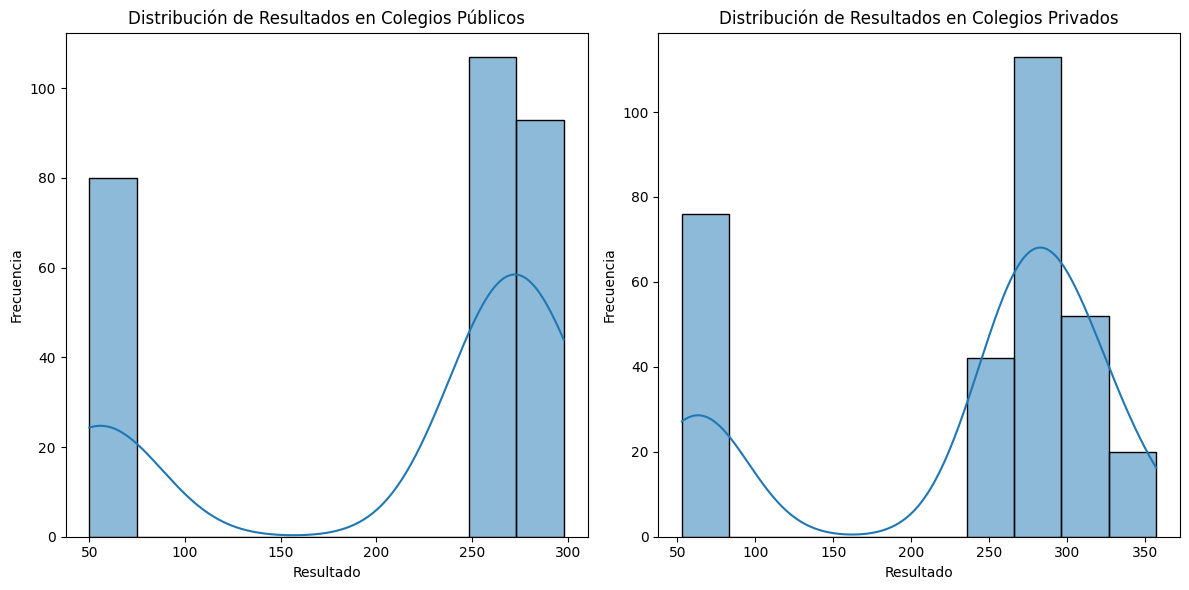 Distribución de Resultados en Colegios Públicos
Frecuencia
100
80
60
40
20
0
50 100 150 200 250 300
Resultado
Distribución de Resultados en Colegios Privados
Frecuencia
100
80
60
40
20
0
50 100 150 200 250 300 350
Resultado